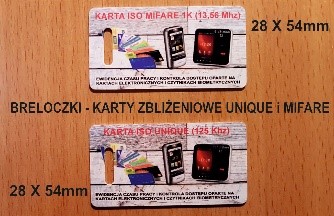 KARTA ISO MIFARE 1K (13,56 Mhz)
28 X 54mm
EWIDENCJA CZASU PRACY I KONTROLA DOSTĘPU OPARTE NA
KARTACH ELEKTRONICZNYCH I CZYTNIKACH BIOMETRYCZNYCH
BRELOCZKI - KARTY ZBLIŻENIOWE UNIQUE i MIFARE
KARTA ISO UNIQUE (125 Khz)
28 X 54mm
EWIDENCJA CZASU PRACY I KONTROLA DOSTĘPU OPARTE NA
KARTACH ELEKTRONICZNYCH I CZYTNIKACH BIOMETRYCZNYCH